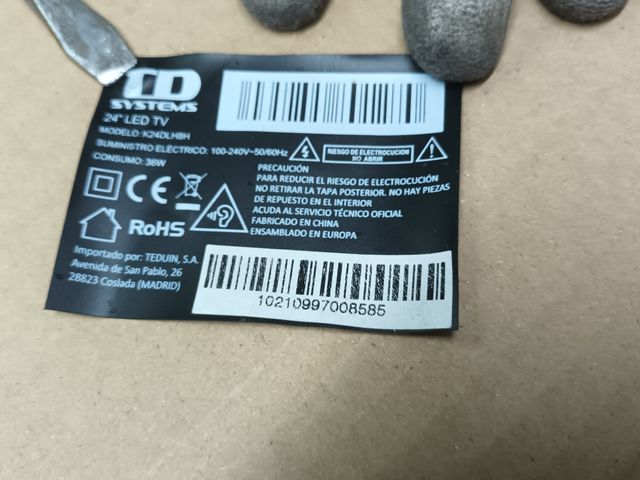 TD
SYSTEMS
24" LED TV
MODELO: K24DLH8H
SUMINISTRO ELÉCTRICO: 100-240V~50/60Hz
CONSUMO: 36W
RIESGO DE ELECTROCUCIÓN
NO ABRIR
PRECAUCIÓN
PARA REDUCIR EL RIESGO DE ELECTROCUCIÓN
NO RETIRAR LA TAPA POSTERIOR. NO HAY PIEZAS
DE REPUESTO EN EL INTERIOR
ACUDA AL SERVICIO TÉCNICO OFICIAL
FABRICADO EN CHINA
ENSAMBLADO EN EUROPA
CE
RoHS
Importado por: TEDUIN, S.A.
Avenida de San Pablo, 26
28823 Coslada (MADRID)
10210997008585